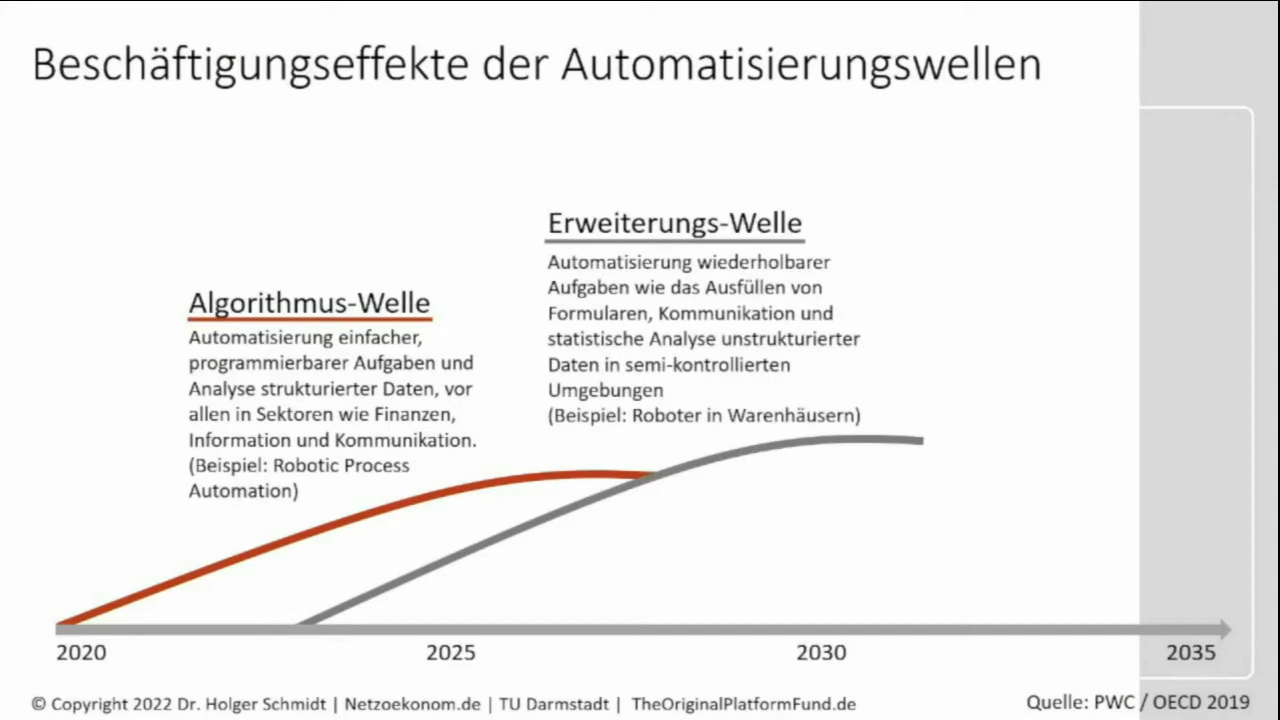 Beschäftigungseffekte der Automatisierungswellen
Erweiterungs-Welle
Automatisierung wiederholbarer
Aufgaben wie das Ausfüllen von
Formularen, Kommunikation und
statistische Analyse unstrukturierter
Daten in semi-kontrollierten
Umgebungen
(Beispiel: Roboter in Warenhäusern)
Algorithmus-Welle
Automatisierung einfacher,
programmierbarer Aufgaben und
Analyse strukturierter Daten, vor
allen in Sektoren wie Finanzen,
Information und Kommunikation.
(Beispiel: Robotic Process
Automation)
2020 2025 2030 2035
© Copyright 2022 Dr. Holger Schmidt | Netzoekonom.de | TU Darmstadt | TheOriginalPlatformFund.de Quelle: PWC / OECD 2019